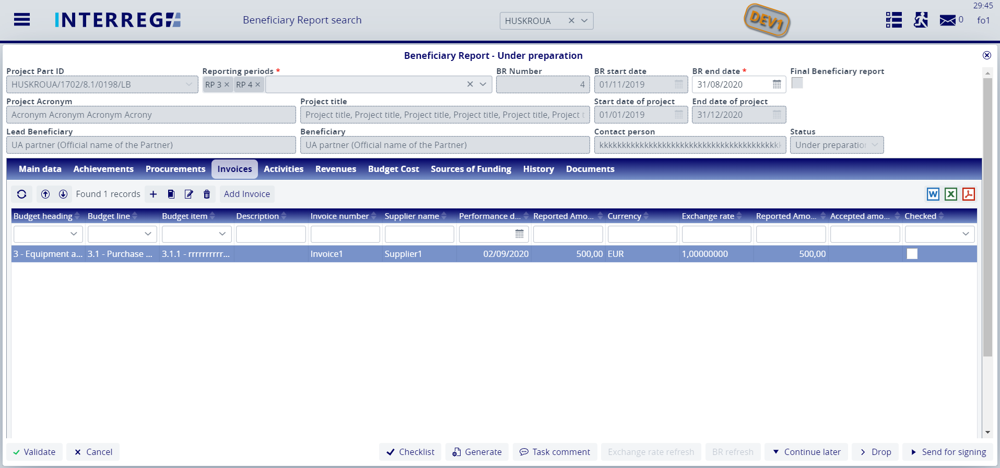 INTERREG
Beneficiary Report search
HUSKROUA
DEV1
0
29:45
fo1
Beneficiary Report - Under preparation
Project Part ID
Reporting periods *
BR Number
BR start date
BR end date *
Final Beneficiary report
HUSKROUA/1702/8.1/0198/LB
RP 3 × RP 4 ×
4
01/11/2019
31/08/2020
Project Acronym
Project title
Start date of project
End date of project
Acronym Acronym Acronym Acrony
Project title, Project title, Project title, Project title, Project title, Project t
01/01/2019
31/12/2020
Lead Beneficiary
Beneficiary
Contact person
Status
UA partner (Official name of the Partner)
UA partner (Official name of the Partner)
Under preparation
Main data Achievements Procurements Invoices Activities Revenues Budget Cost Sources of Funding History Documents
Found 1 records
Add Invoice
Budget heading Budget line Budget item Description Invoice number Supplier name Performance d... Reported Amo... Currency Exchange rate Reported Amo... Accepted amo... Checked
3 - Equipment a... 3.1 - Purchase ... 3.1.1 - rrrrrrrrrr... Invoice1 Supplier1 02/09/2020 500,00 EUR 1,00000000 500,00
Validate Cancel Checklist Generate Task comment Exchange rate refresh BR refresh Continue later Drop Send for signing